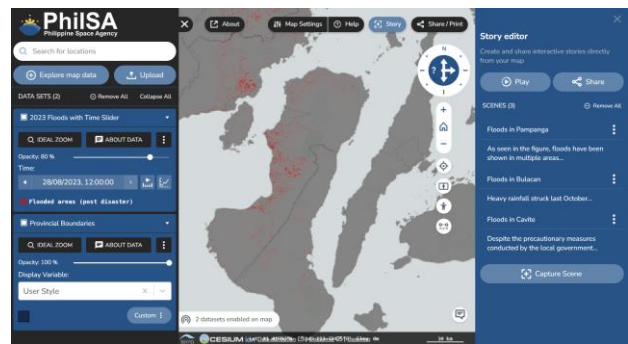 PhilSA
Philippine Space Agency
Search for locations
Explore map data
Upload
DATA SETS (2)
Remove All
Collapse All
2023 Floods with Time Slider
IDEAL ZOOM
ABOUT DATA
Opacity: 80 %
Time:
28/08/2023, 12:00:00
Flooded areas (post disaster)
Provincial Boundaries
IDEAL ZOOM
ABOUT DATA
Opacity: 100 %
Display Variable:
User Style
Custom
About
Map Settings
Help
Story
Share / Print
N
?
2 datasets enabled on map
CESIUM ion
30 km
Story editor
Create and share interactive stories directly
from your map
Play
Share
SCENES (3)
Remove All
Floods in Pampanga
As seen in the figure, floods have been
shown in multiple areas...
Floods in Bulacan
Heavy rainfall struck last October...
Floods in Cavite
Despite the precautionary measures
conducted by the local government...
Capture Scene